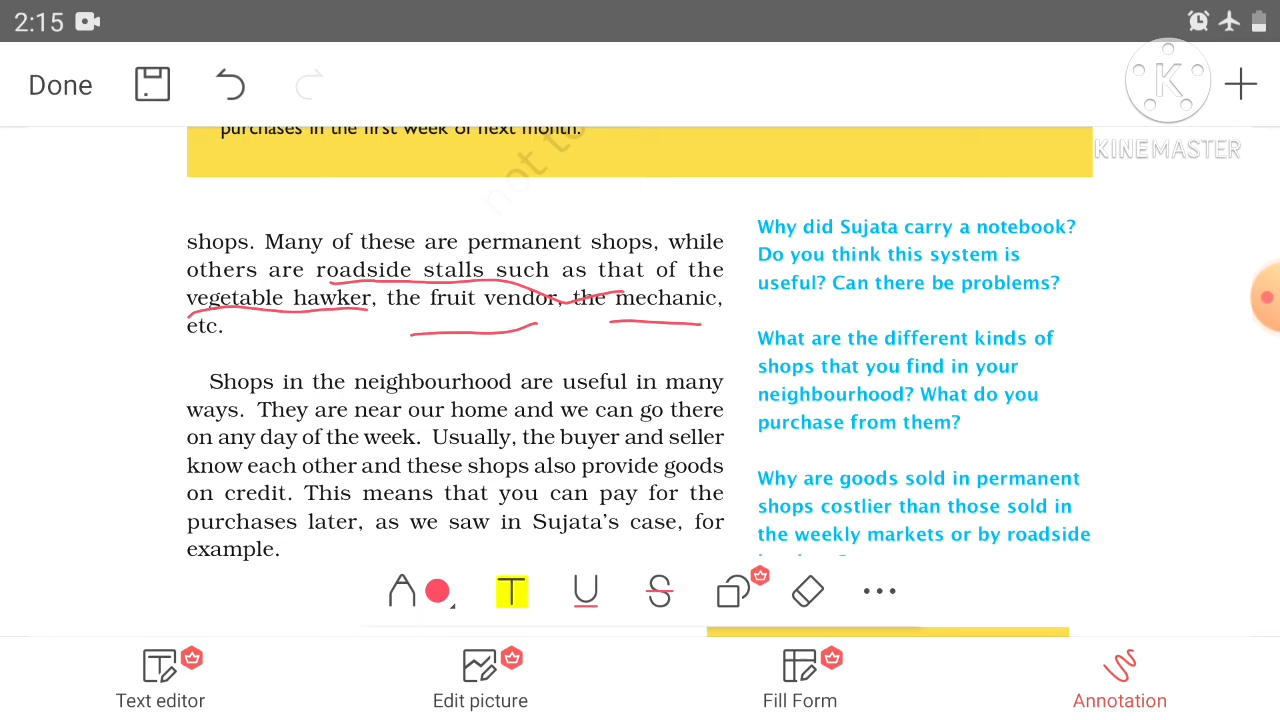 2:15
Done
K
KINEMASTER
purchases in the first week of next month.
not to
shops. Many of these are permanent shops, while
others are roadside stalls such as that of the
vegetable hawker, the fruit vendor, the mechanic,
etc.
Shops in the neighbourhood are useful in many
ways. They are near our home and we can go there
on any day of the week. Usually, the buyer and seller
know each other and these shops also provide goods
on credit. This means that you can pay for the
purchases later, as we saw in Sujata's case, for
example.
Why did Sujata carry a notebook?
Do you think this system is
useful? Can there be problems?
What are the different kinds of
shops that you find in your
neighbourhood? What do you
purchase from them?
Why are goods sold in permanent
shops costlier than those sold in
the weekly markets or by roadside
T
U
S
Text editor
Edit picture
Fill Form
Annotation